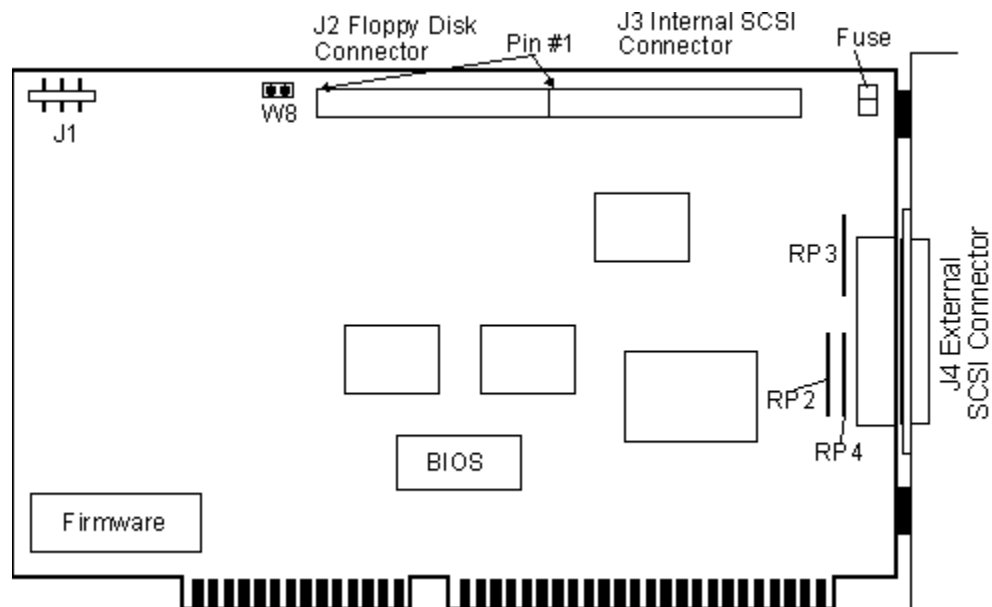 J2 Floppy Disk
Connector
Pin #1
J3 Internal SCSI
Connector
Fuse
J1
W8
RP3
J4 External
SCSI Connector
RP2
RP4
BIOS
Firmware